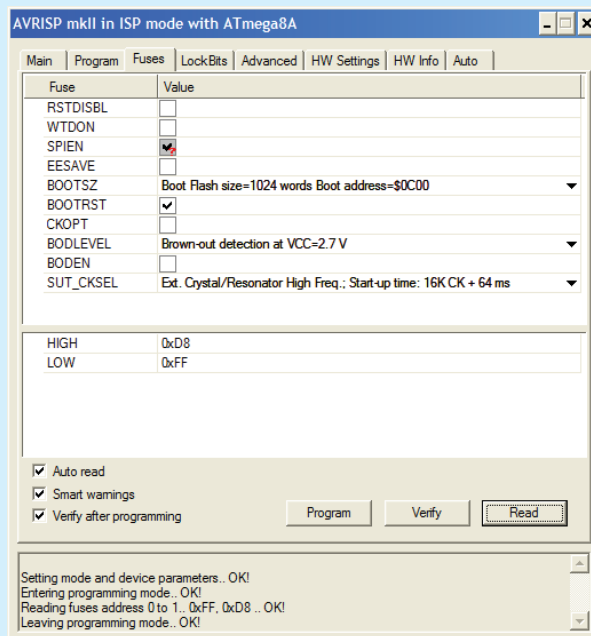 AVRISP mkII in ISP mode with ATmega8A
Main Program Fuses LockBits Advanced HW Settings HW Info Auto
Fuse Value
RSTDISBL
WTDON
SPIEN
EESAVE
BOOTSZ Boot Flash size=1024 words Boot address=$0C00
BOOTRST
CKOPT
BODLEVEL Brown-out detection at VCC=2.7 V
BODEN
SUT_CKSEL Ext. Crystal/Resonator High Freq.; Start-up time: 16K CK + 64 ms
HIGH 0xD8
LOW 0xFF
Auto read
Smart warnings
Verify after programming
Program Verify Read
Setting mode and device parameters.. OK!
Entering programming mode.. OK!
Reading fuses address 0 to 1.. 0xFF, 0xD8 .. OK!
Leaving programming mode.. OK!